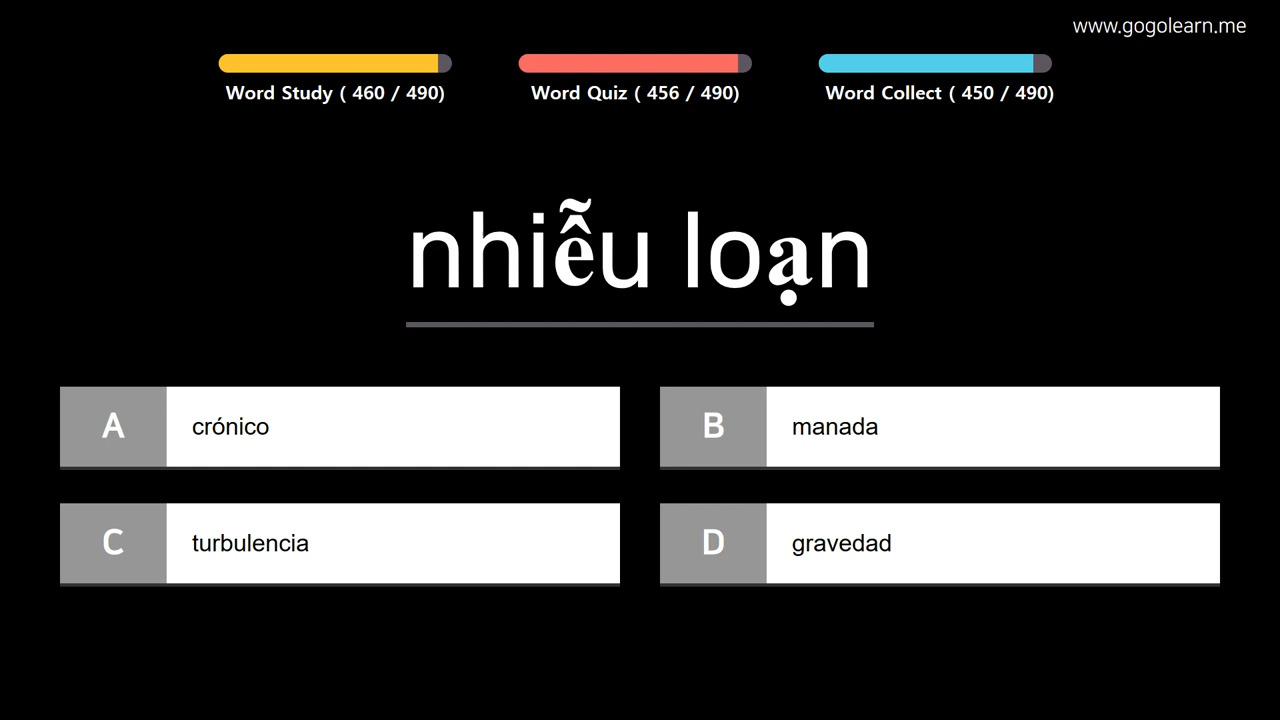 www.gogolearn.me
Word Study ( 460 / 490)
Word Quiz ( 456 / 490)
Word Collect ( 450 / 490)
nhiễu loạn
A crónico
B manada
C turbulencia
D gravedad